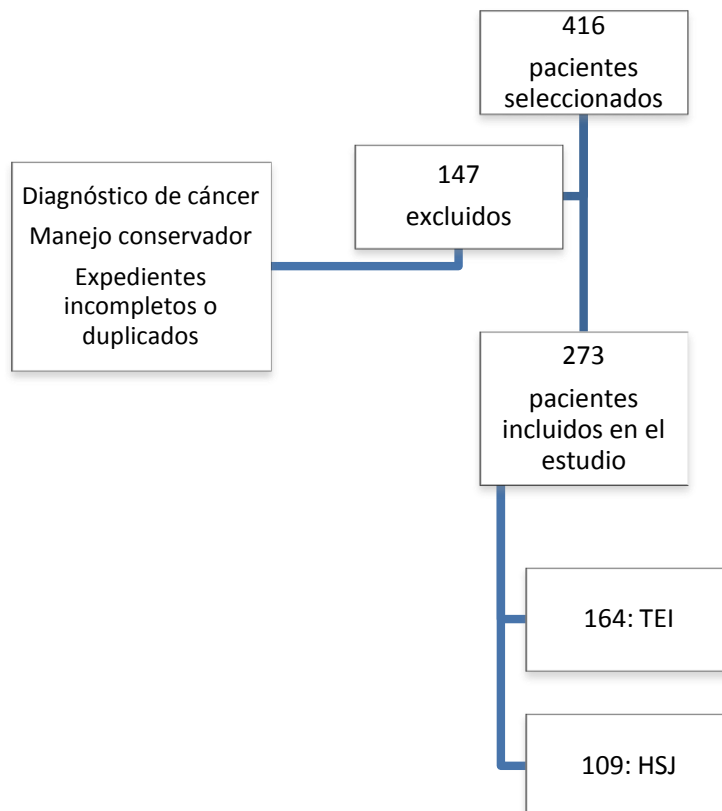 416
pacientes
seleccionados
147
excluidos
Diagnóstico de cáncer
Manejo conservador
Expedientes
incompletos o
duplicados
273
pacientes
incluidos en el
estudio
164: TEI
109: HSJ